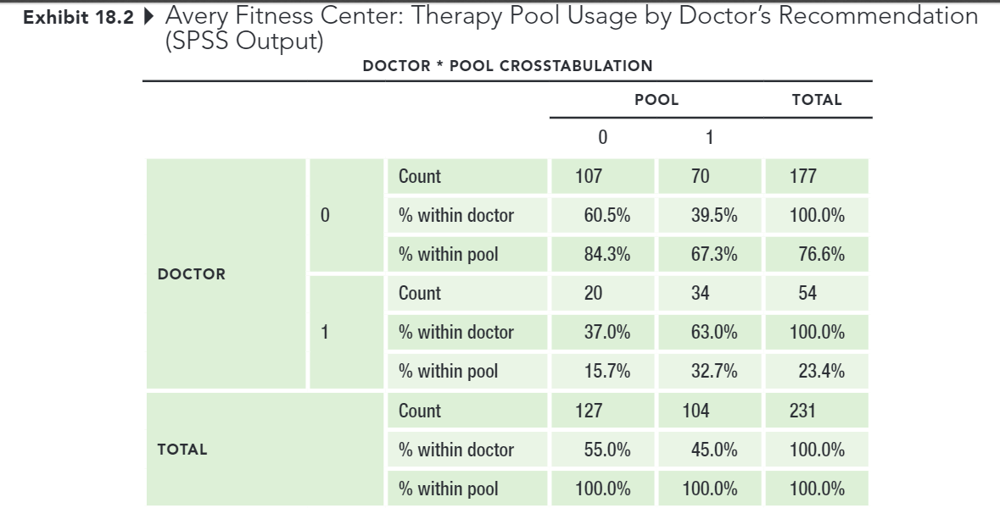 Exhibit 18.2 ▶ Avery Fitness Center: Therapy Pool Usage by Doctor's Recommendation
(SPSS Output)
DOCTOR * POOL CROSSTABULATION
POOL TOTAL
0 1
Count 107 70 177
0 % within doctor 60.5% 39.5% 100.0%
% within pool 84.3% 67.3% 76.6%
DOCTOR
Count 20 34 54
1 % within doctor 37.0% 63.0% 100.0%
% within pool 15.7% 32.7% 23.4%
Count 127 104 231
TOTAL % within doctor 55.0% 45.0% 100.0%
% within pool 100.0% 100.0% 100.0%